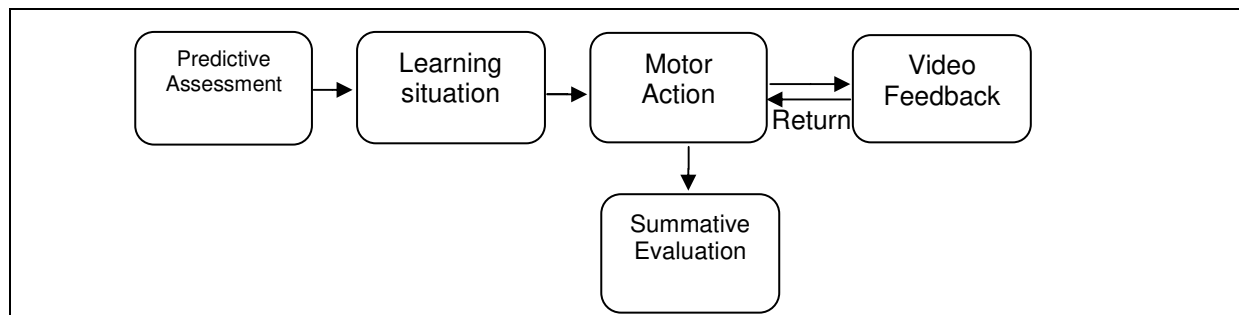 Predictive
Assessment
Learning
situation
Motor
Action
Return
Video
Feedback
Summative
Evaluation